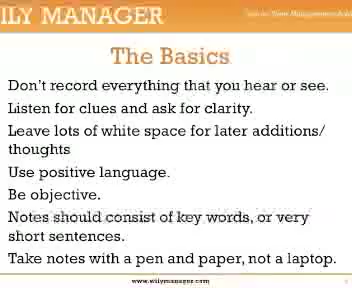 ILY MANAGER
The Basics
Don't record everything that you hear or see.
Listen for clues and ask for clarity.
Leave lots of white space for later additions/
thoughts
Use positive language.
Be objective.
Notes should consist of key words, or very
short sentences.
Take notes with a pen and paper, not a laptop.
www.wilymanager.com